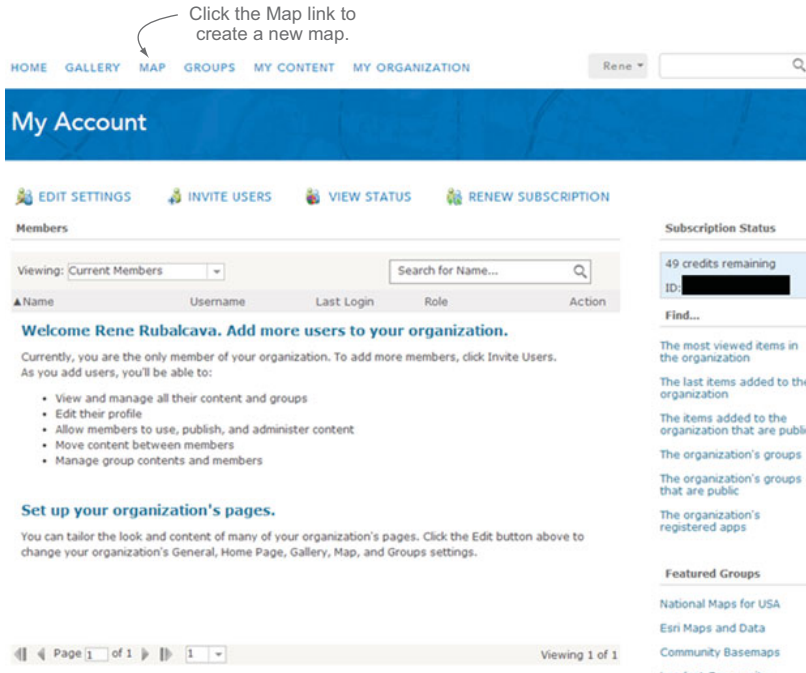 Click the Map link to
create a new map.
HOME GALLERY MAP GROUPS MY CONTENT MY ORGANIZATION
Rene
My Account
EDIT SETTINGS INVITE USERS VIEW STATUS RENEW SUBSCRIPTION
Members
Viewing: Current Members
Search for Name...
Name Username Last Login Role Action
Welcome Rene Rubalcava. Add more users to your organization.
Currently, you are the only member of your organization. To add more members, click Invite Users.
As you add users, you'll be able to:
• View and manage all their content and groups
• Edit their profile
• Allow members to use, publish, and administer content
• Move content between members
• Manage group contents and members
Set up your organization's pages.
You can tailor the look and content of many of your organization's pages. Click the Edit button above to
change your organization's General, Home Page, Gallery, Map, and Groups settings.
Page 1 of 1 1
Viewing 1 of 1
Subscription Status
49 credits remaining
ID:
Find...
The most viewed items in
the organization
The last items added to the
organization
The items added to the
organization that are publi
The organization's groups
The organization's groups
that are public
The organization's
registered apps
Featured Groups
National Maps for USA
Esri Maps and Data
Community Basemaps